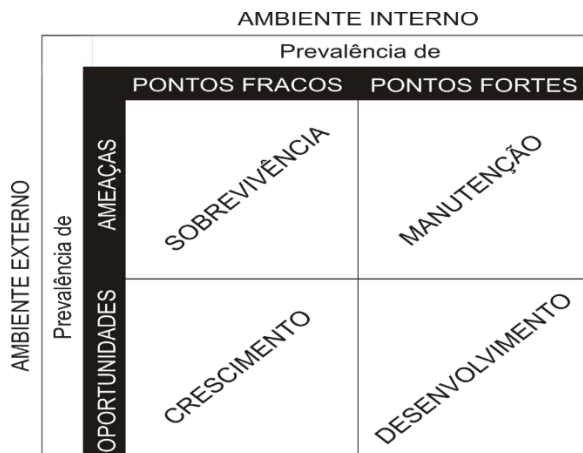 AMBIENTE INTERNO
Prevalência de
PONTOS FRACOS
PONTOS FORTES
AMBIENTE EXTERNO
Prevalência de
AMEAÇAS
SOBREVIVÊNCIA
MANUTENÇÃO
OPORTUNIDADES
CRESCIMENTO
DESENVOLVIMENTO